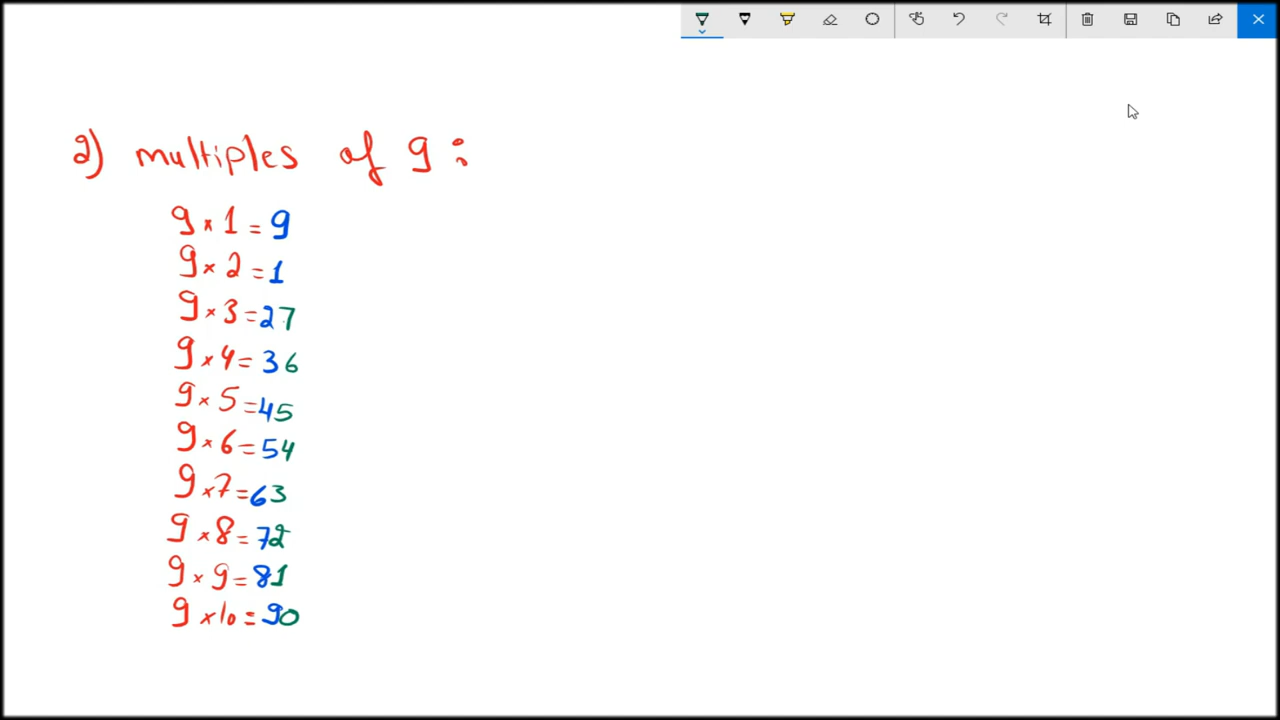 2) multiples of 9 :
9 × 1 = 9
9 × 2 = 1
9 × 3 = 27
9 × 4 = 36
9 × 5 = 45
9 × 6 = 54
9 × 7 = 63
9 × 8 = 72
9 × 9 = 81
9 × 10 = 90